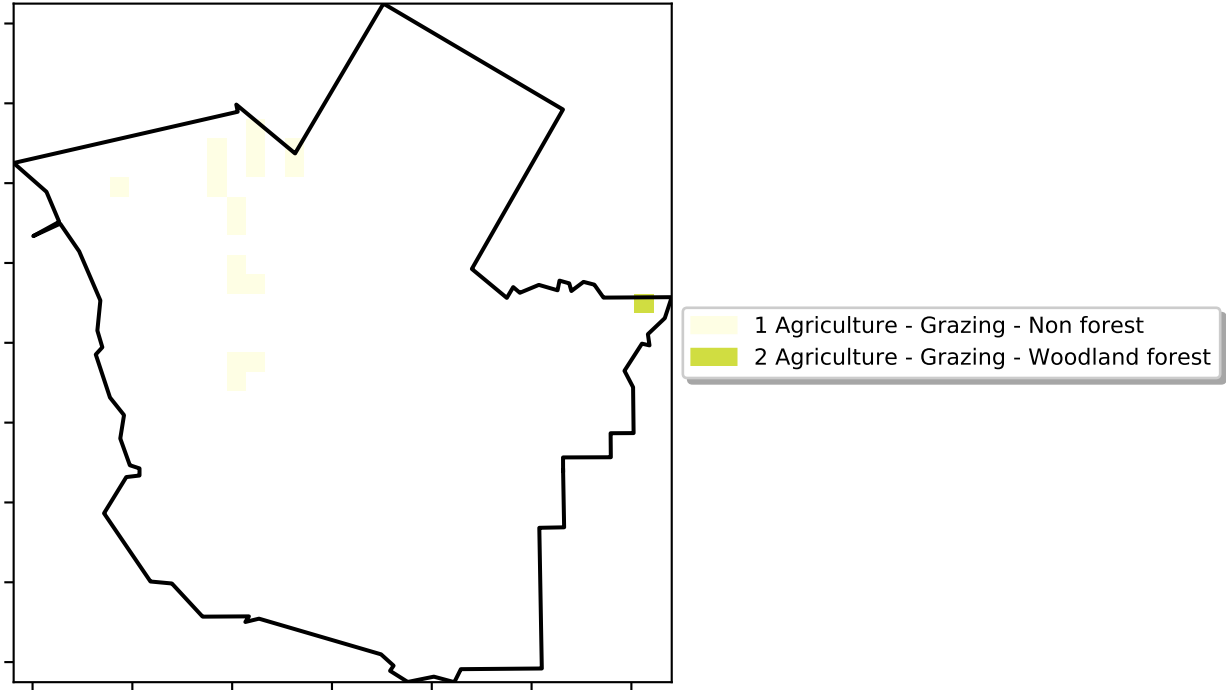 1 Agriculture - Grazing - Non forest
2 Agriculture - Grazing - Woodland forest